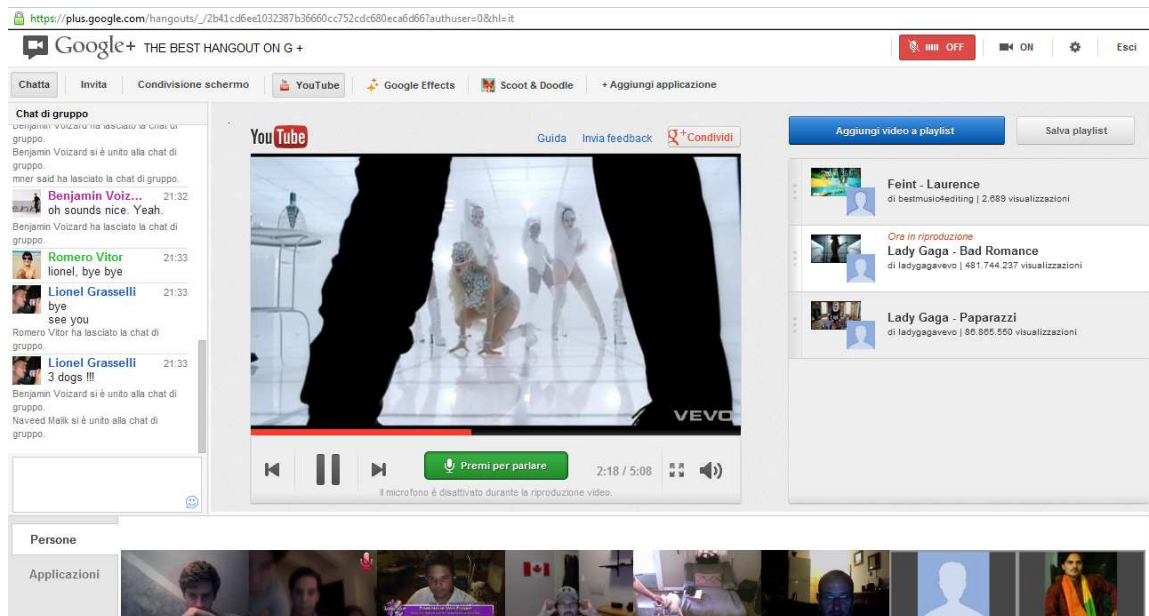 https://plus.google.com/hangouts/_/2b41cd6ee1032387b36660cc752cdc680eca6d66?authuser=0&hl=it
Google+ THE BEST HANGOUT ON G +
OFF
ON
Esci
Chatta
Invita
Condivisione schermo
YouTube
Google Effects
Scoot & Doodle
+ Aggiungi applicazione
Chat di gruppo
Benjamin Voizard ha lasciato la chat di
gruppo.
Benjamin Voizard si è unito alla chat di
gruppo.
mner said ha lasciato la chat di gruppo.
Benjamin Voiz... 21:32
oh sounds nice. Yeah.
Benjamin Voizard ha lasciato la chat di
gruppo.
Romero Vitor 21:33
lionel, bye bye
Lionel Grasselli 21:33
bye
see you
Romero Vitor ha lasciato la chat di
gruppo.
Lionel Grasselli 21:33
3 dogs !!!
Benjamin Voizard si è unito alla chat di
gruppo.
Naveed Malik si è unito alla chat di
gruppo.
YouTube
Guida
Invia feedback
g+ Condividi
VEVO
Premi per parlare
2:18 / 5:08
Il microfono è disattivato durante la riproduzione video.
Aggiungi video a playlist
Salva playlist
Feint - Laurence
di bestmusic4editing | 2.689 visualizzazioni
Ora in riproduzione
Lady Gaga - Bad Romance
di ladygagavevo | 481.744.237 visualizzazioni
Lady Gaga - Paparazzi
di ladygagavevo | 86.865.560 visualizzazioni
Persone
Applicazioni